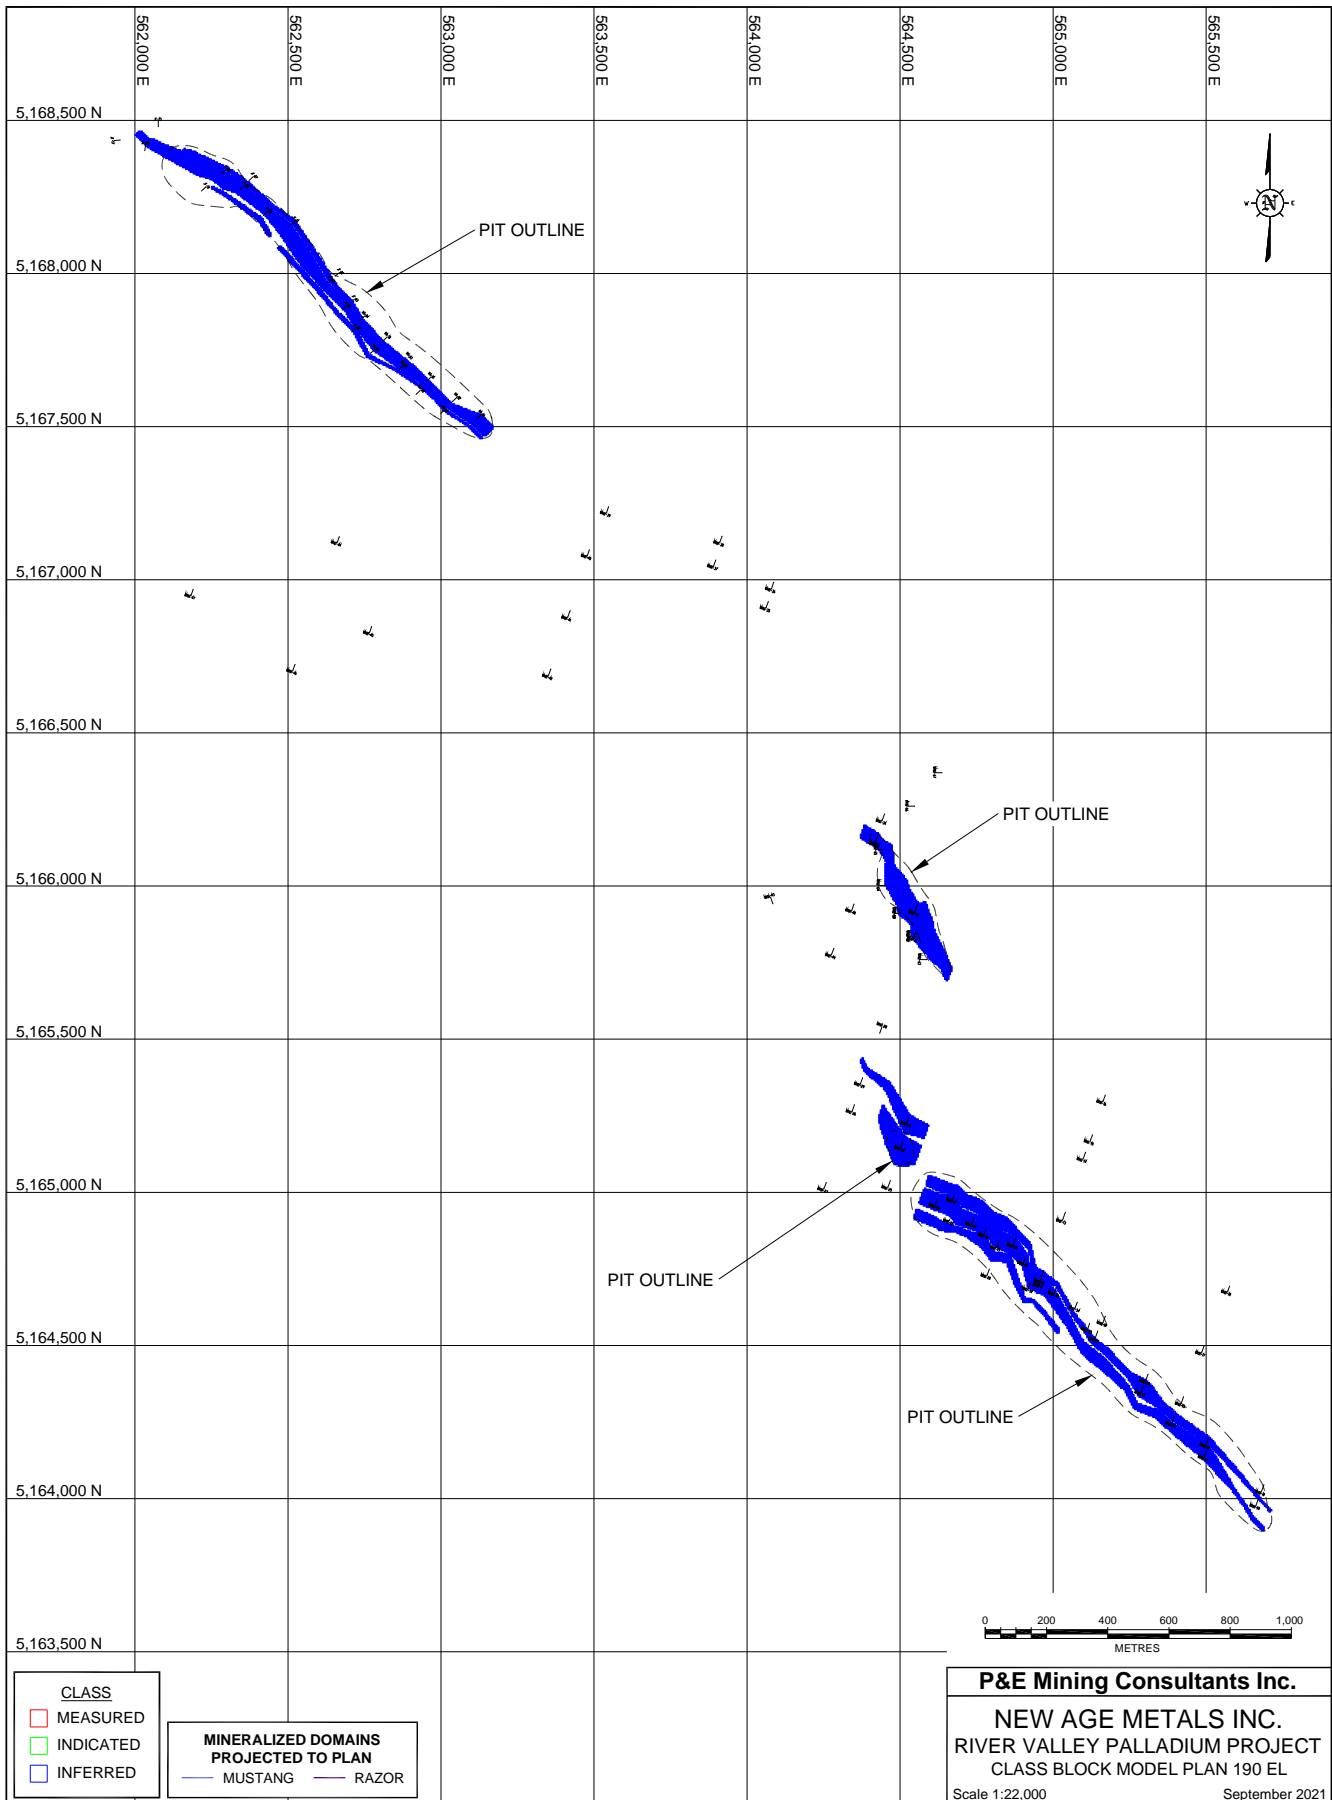 562,000 E
562,500 E
563,000 E
563,500 E
564,000 E
564,500 E
565,000 E
565,500 E
5,168,500 N
5,168,000 N
5,167,500 N
5,167,000 N
5,166,500 N
5,166,000 N
5,165,500 N
5,165,000 N
5,164,500 N
5,164,000 N
5,163,500 N
W N E
PIT OUTLINE
PIT OUTLINE
PIT OUTLINE
PIT OUTLINE
0 200 400 600 800 1,000
METRES
CLASS
MEASURED
INDICATED
INFERRED
MINERALIZED DOMAINS
PROJECTED TO PLAN
MUSTANG RAZOR
P&E Mining Consultants Inc.
NEW AGE METALS INC.
RIVER VALLEY PALLADIUM PROJECT
CLASS BLOCK MODEL PLAN 190 EL
Scale 1:22,000 September 2021